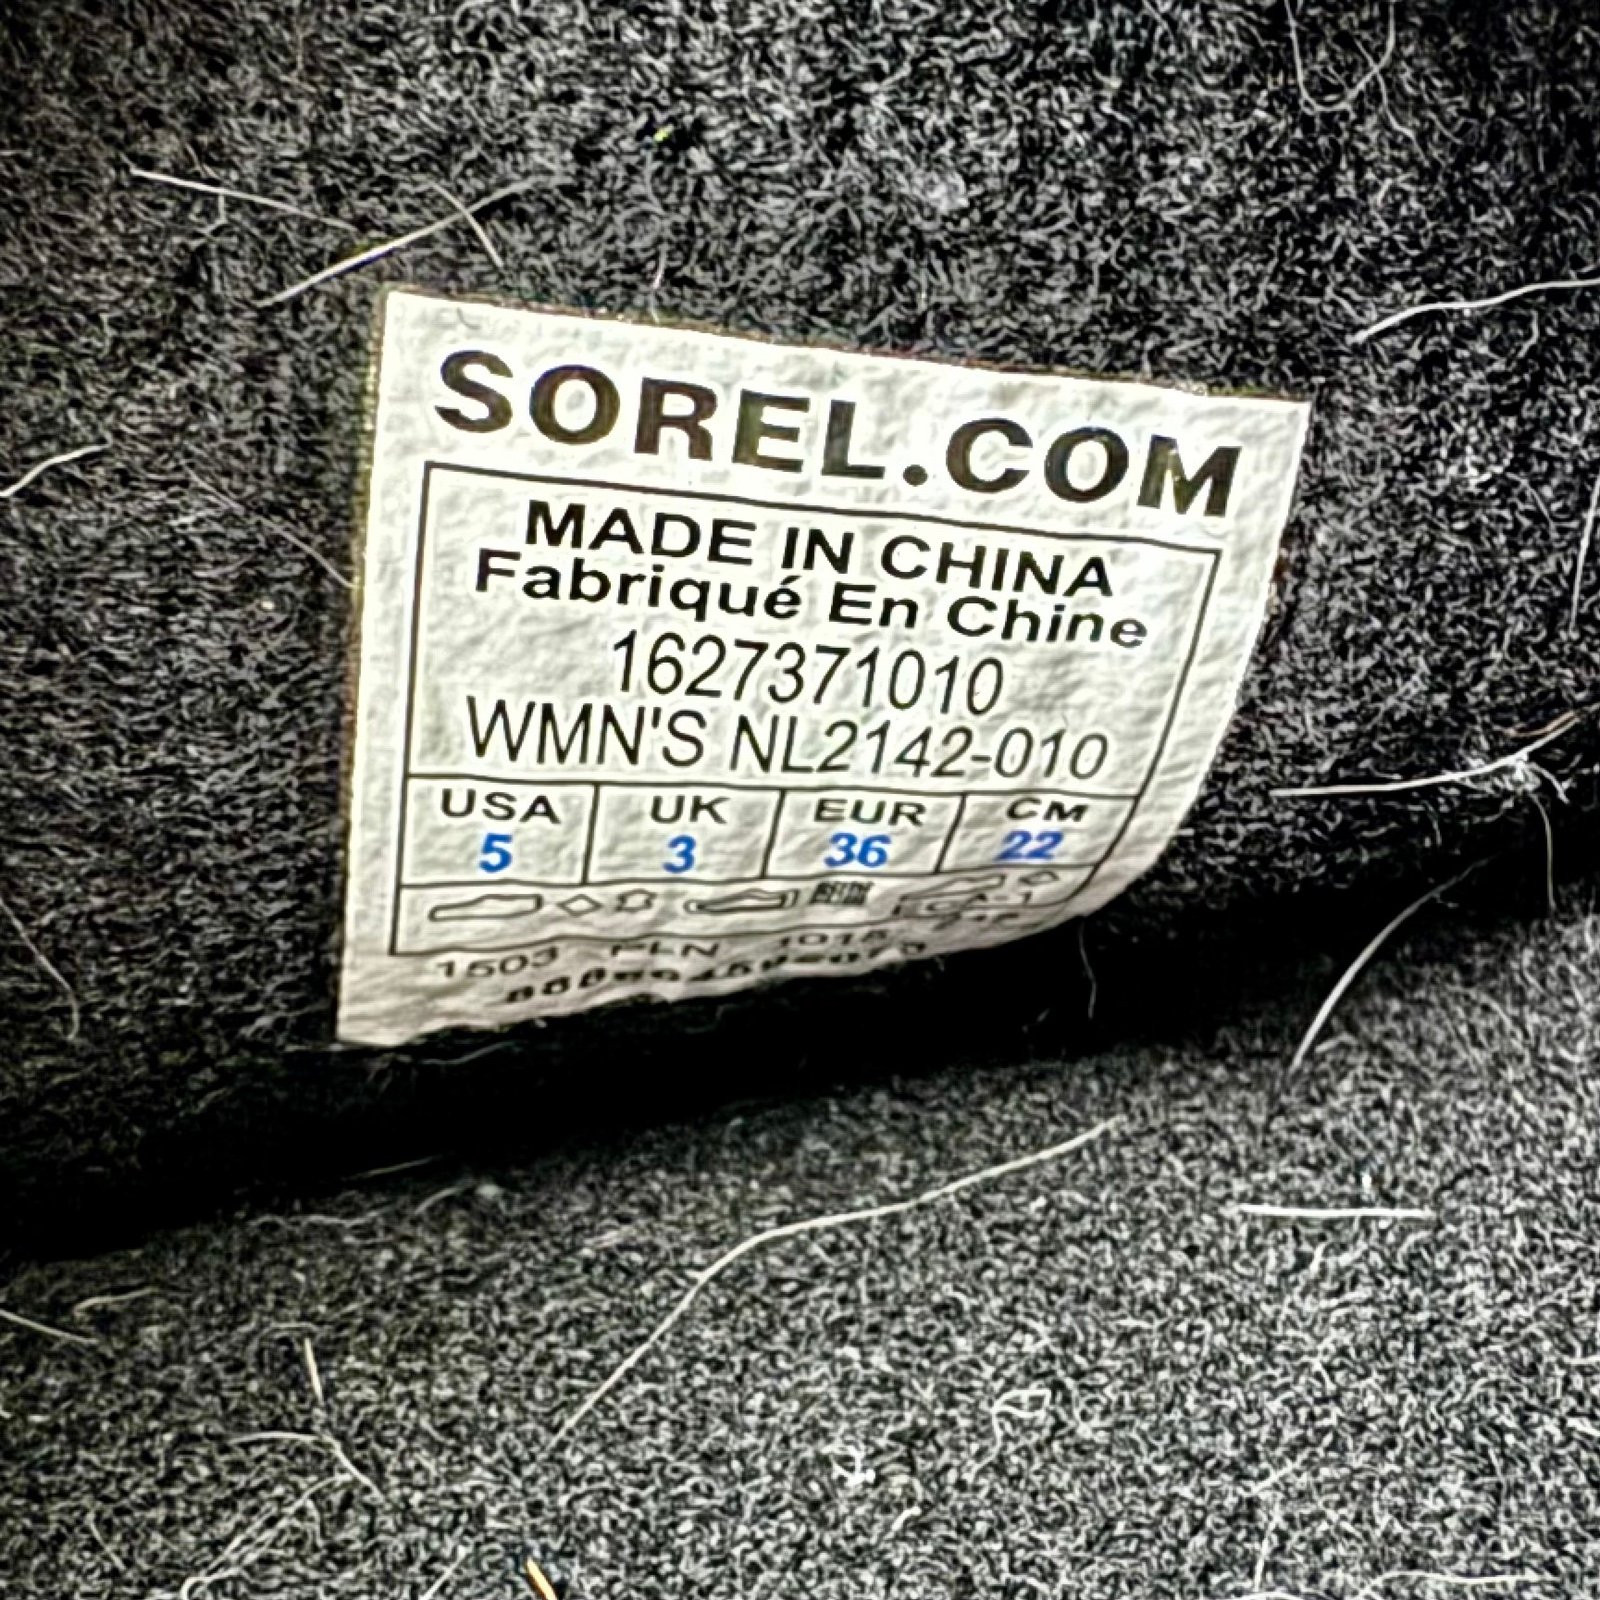 SOREL.COM
MADE IN CHINA
Fabriqué En Chine
1627371010
WMN'S NL2142-010
USA UK EUR CM
5 3 36 22
1503